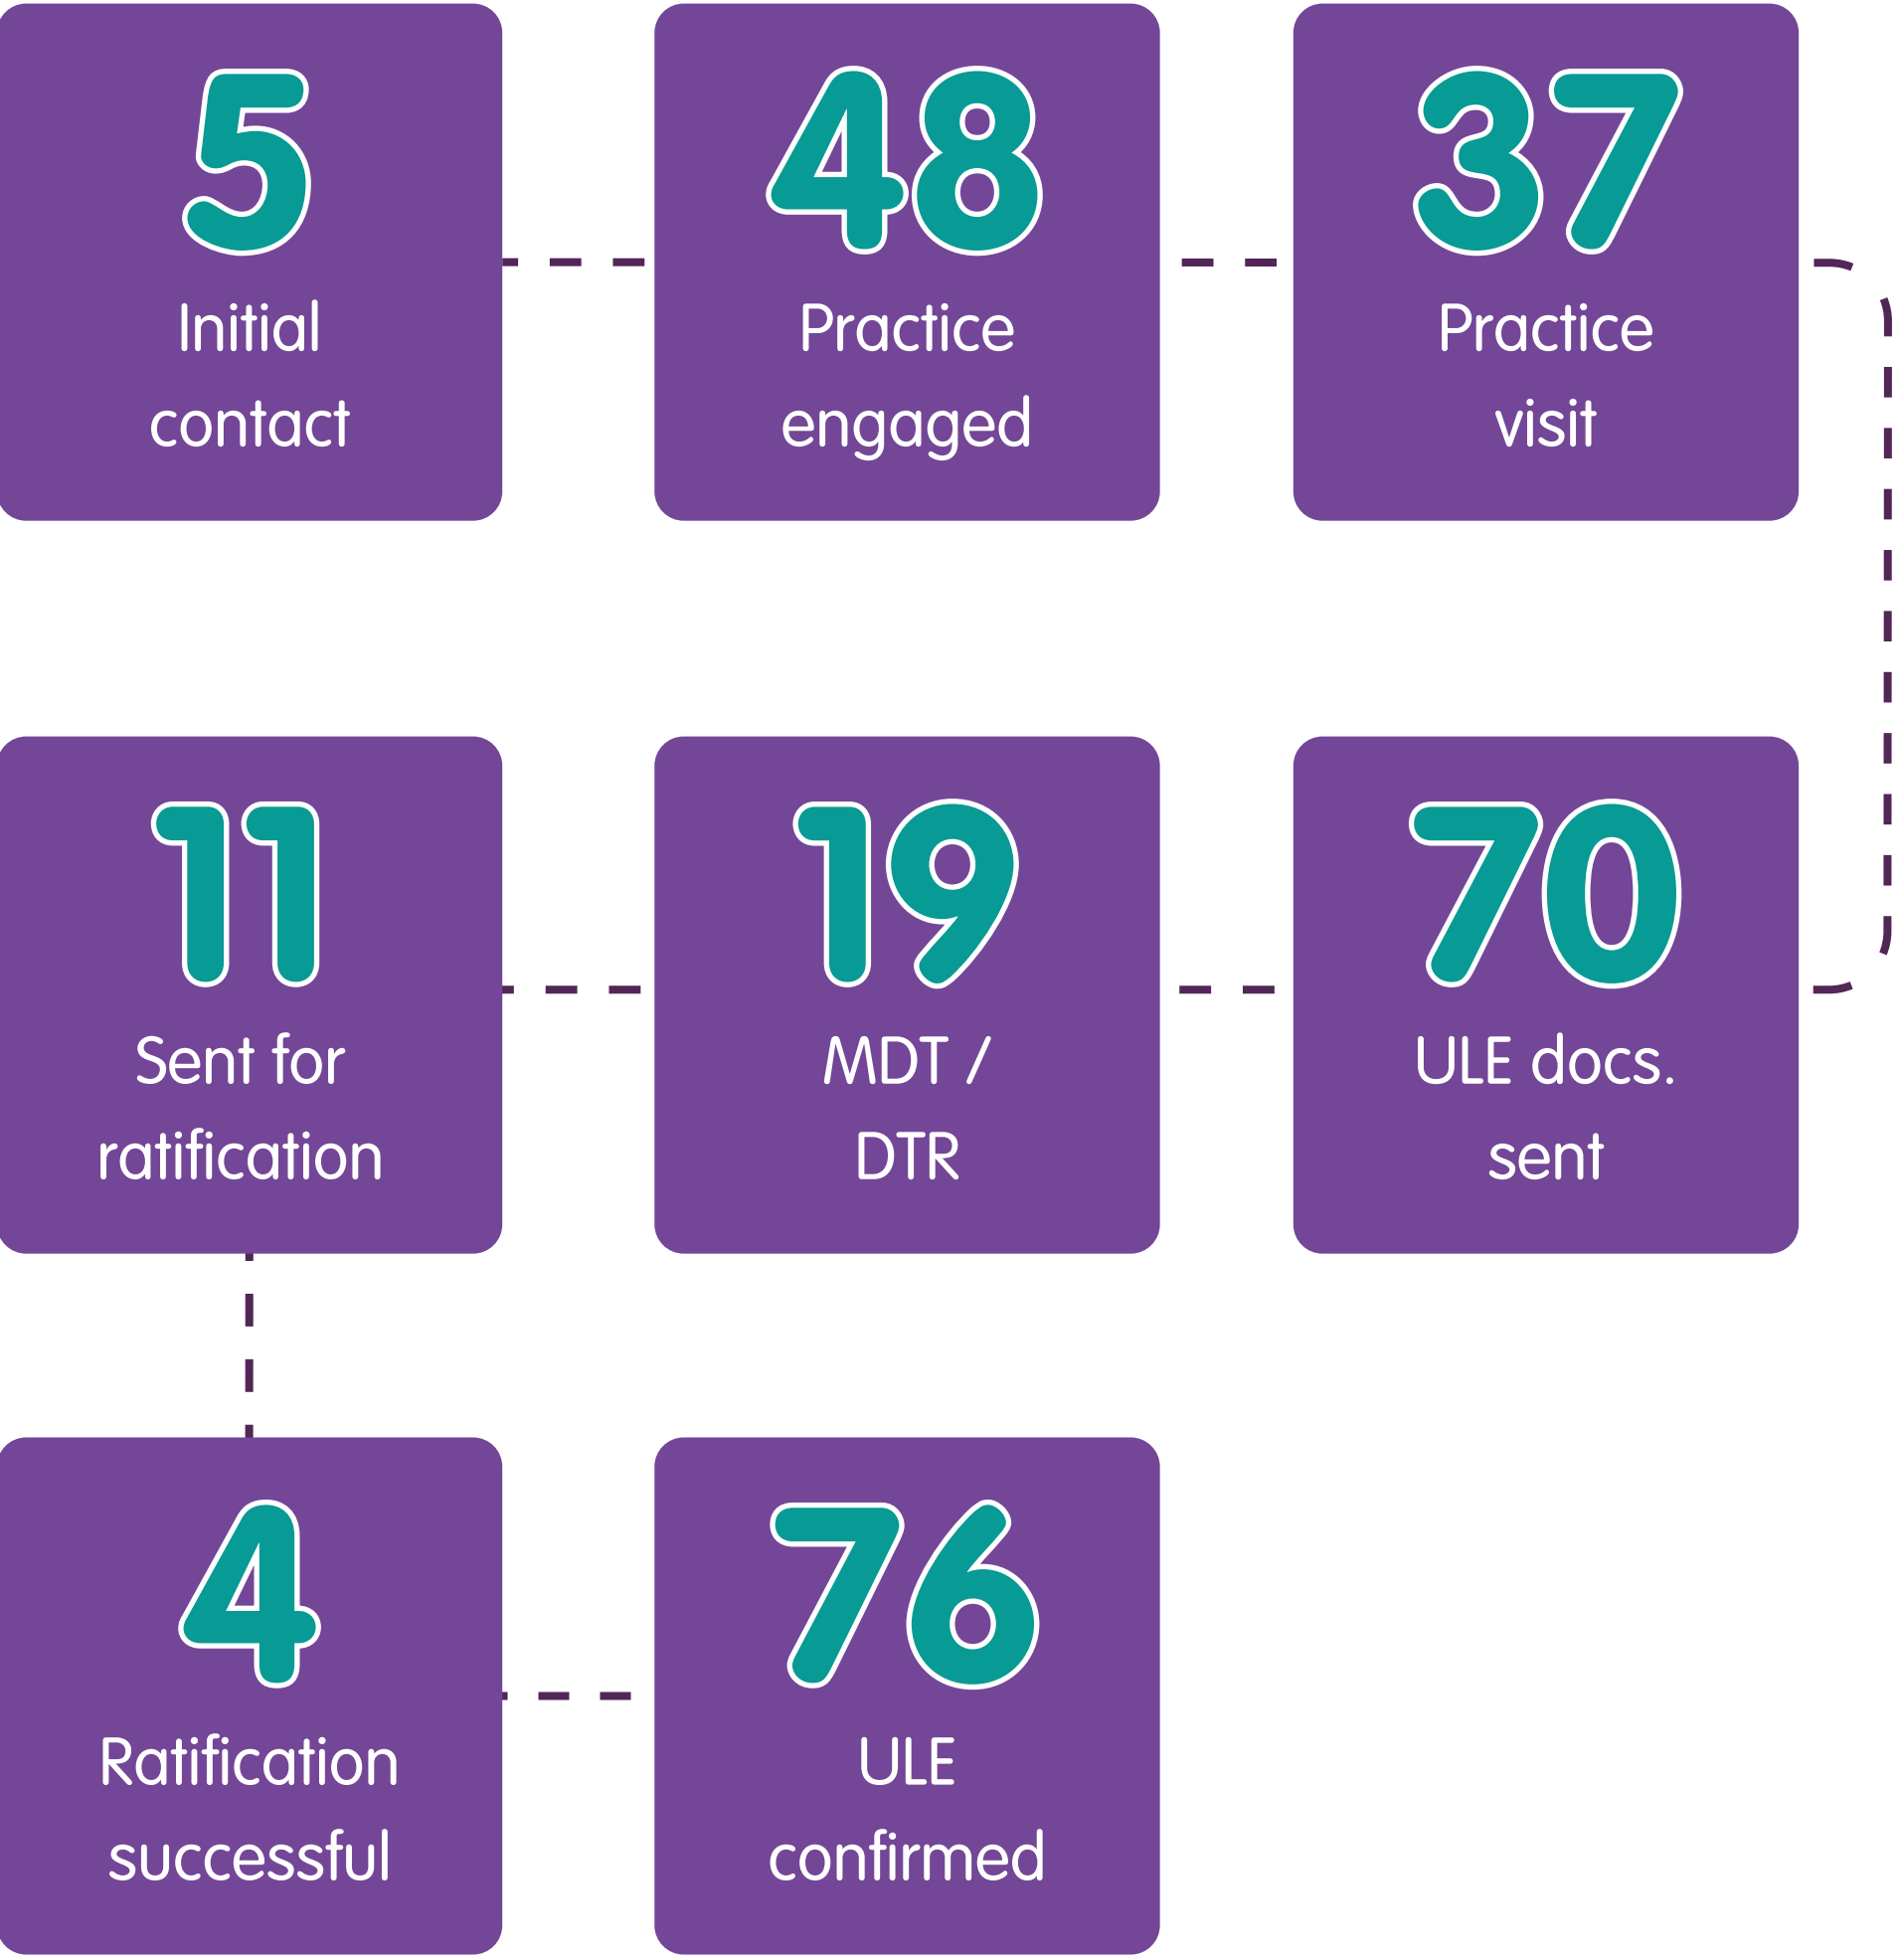 5
Initial
contact
48
Practice
engaged
37
Practice
visit
11
Sent for
ratification
19
MDT /
DTR
70
ULE docs.
sent
4
Ratification
successful
76
ULE
confirmed